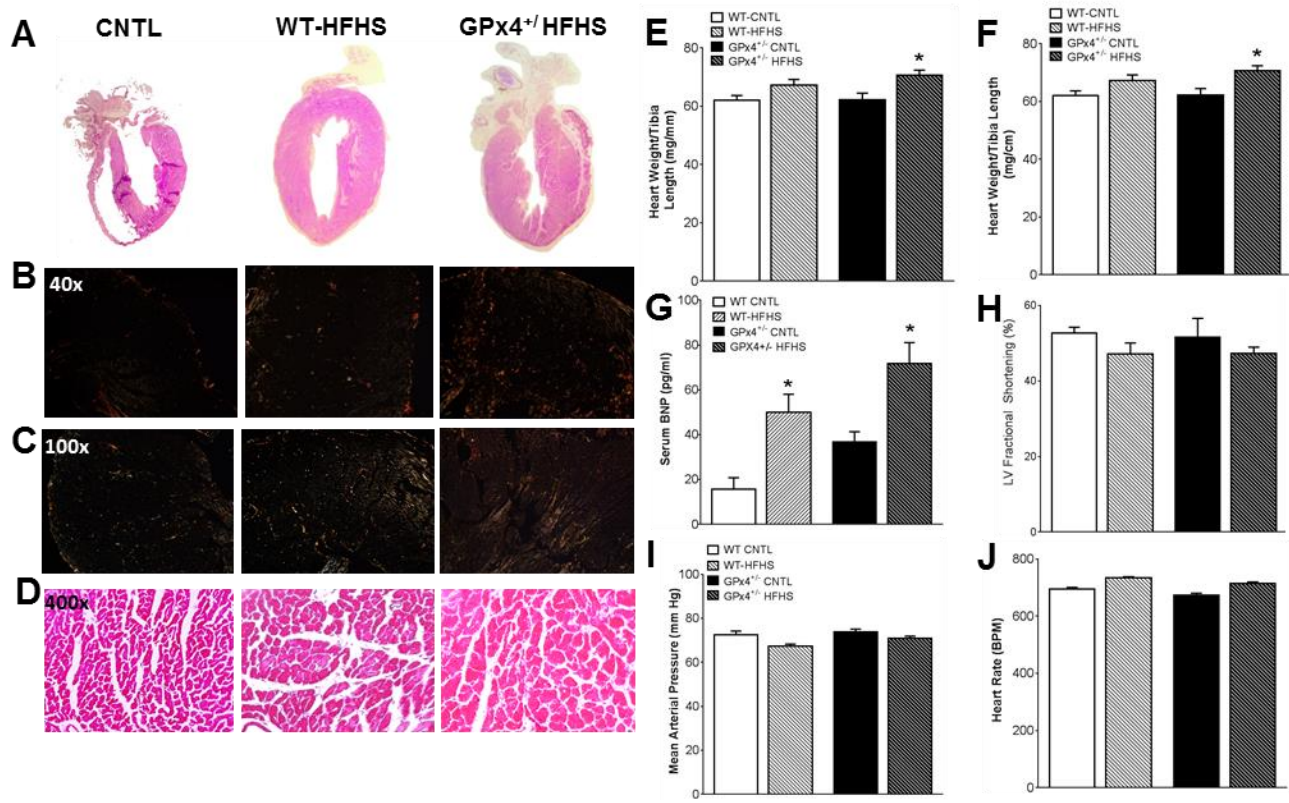 A
CNTL
WT-HFHS
GPx4+/ HFHS
B
40x
C
100x
D
400x
E
WT-CNTL
WT-HFHS
GPx4+/- CNTL
GPx4+/- HFHS
*
80
60
40
20
0
Heart Weight/Tibia
Length (mg/mm)
F
WT-CNTL
WT-HFHS
GPx4+/- CNTL
GPx4+/- HFHS
*
80
60
40
20
0
Heart Weight/Tibia Length
(mg/cm)
G
WT CNTL
WT-HFHS
GPx4+/- CNTL
GPX4+/- HFHS
*
*
100
80
60
40
20
0
Serum BNP (pg/ml)
H
60
40
20
0
LV Fractional Shortening (%)
I
WT CNTL
WT-HFHS
GPx4+/- CNTL
GPx4+/- HFHS
100
80
60
40
20
0
Mean Arterial Pressure (mm Hg)
J
800
600
400
200
0
Heart Rate (BPM)